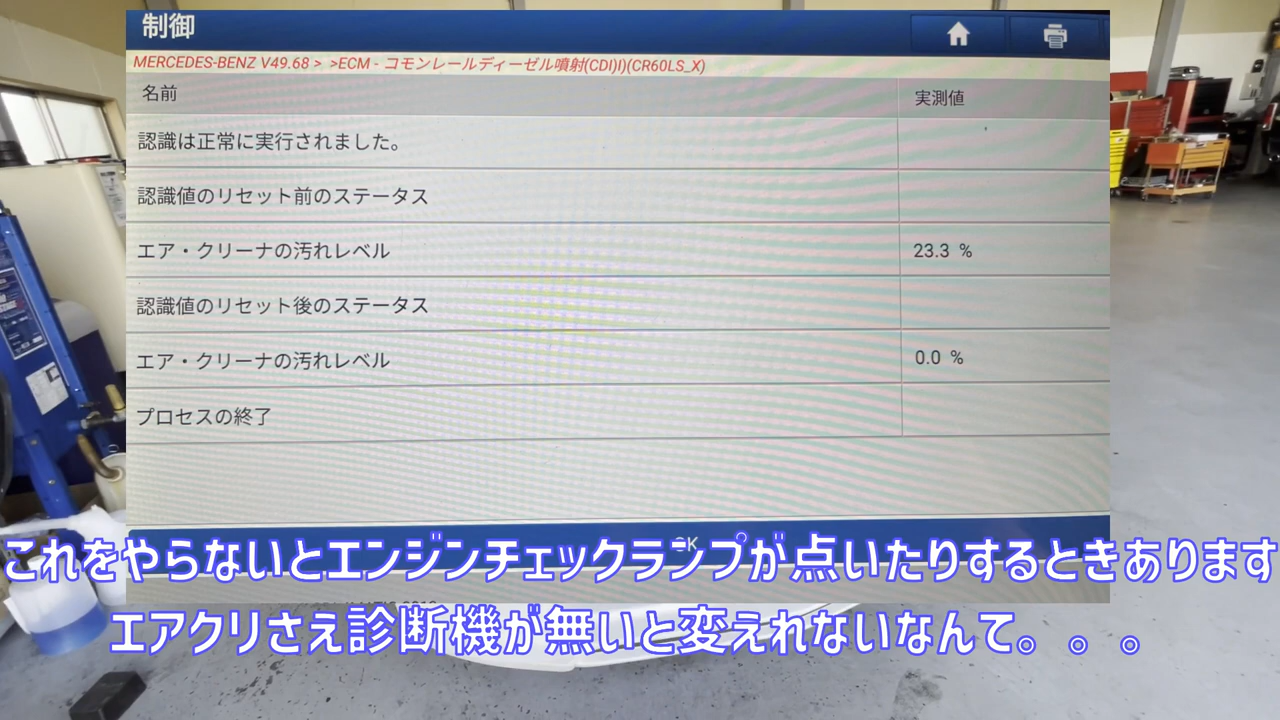 制御
MERCEDES-BENZ V49.68 > >ECM - コモンレールディーゼル噴射(CDI)I)(CR60LS_X)
名前 実測値
認識は正常に実行されました。
認識値のリセット前のステータス
エア・クリーナの汚れレベル 23.3 %
認識値のリセット後のステータス
エア・クリーナの汚れレベル 0.0 %
プロセスの終了
OK
これをやらないとエンジンチェックランプが点いたりするときあります
エアクリさえ診断機が無いと変えれないなんて。。。